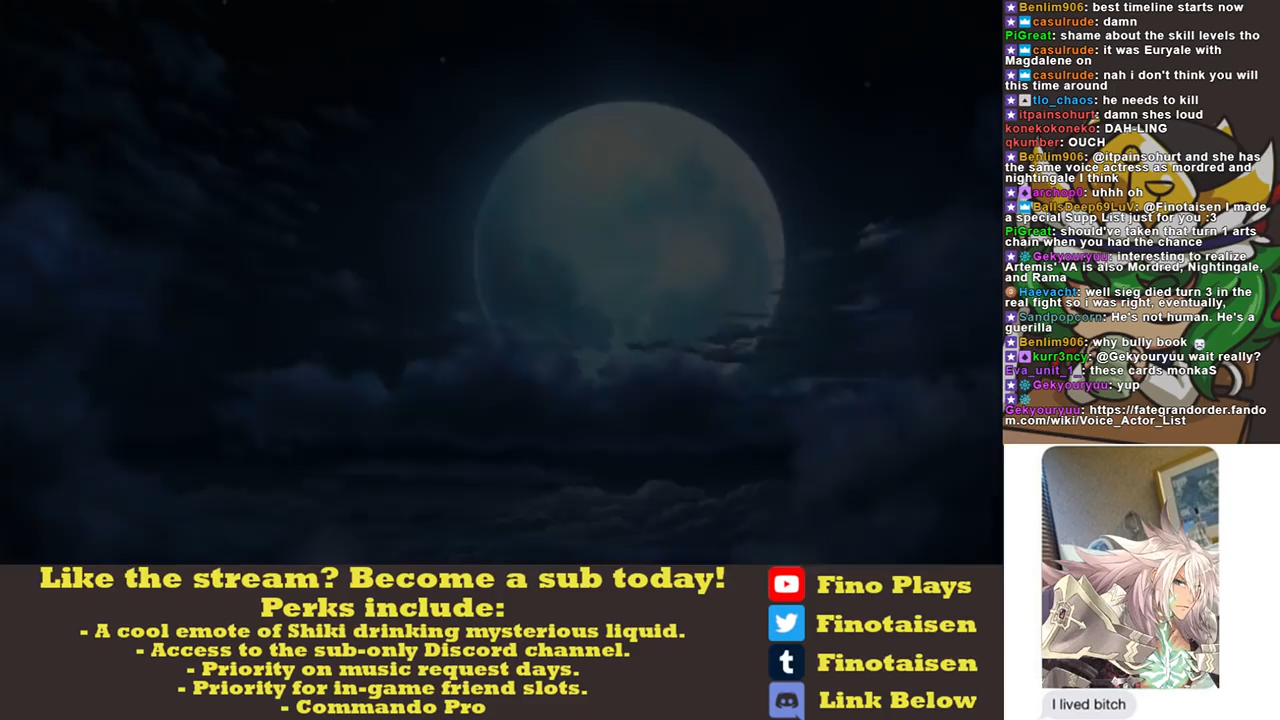 Benlim906: best timeline starts now
casulrude: damn
PiGreat: shame about the skill levels tho
casulrude: it was Euryale with
Magdalene on
casulrude: nah i don't think you will
this time around
tlo_chaos: he needs to kill
itpainsohurt: damn shes loud
konekokoneko: DAH-LING
qkumber: OUCH
Benlim906: @itpainsohurt and she has
the same voice actress as mordred and
nightingale I think
archop0: uhhh oh
BallsDeep69LuV: @Finotaisen I made
a special Supp List just for you :3
PiGreat: should've taken that turn 1 arts
chain when you had the chance
Gekyouryuu: interesting to realize
Artemis' VA is also Mordred, Nightingale,
and Rama
Haevacht: well sieg died turn 3 in the
real fight so i was right, eventually,
Sandpopcorn: He's not human. He's a
guerilla
Benlim906: why bully book
kurr3ncy: @Gekyouryuu wait really?
Eva_unit_1_: these cards monkaS
Gekyouryuu: yup
Gekyouryuu: https://fategrandorder.fando
m.com/wiki/Voice_Actor_List
I lived bitch
Like the stream? Become a sub today!
Perks include:
- A cool emote of Shiki drinking mysterious liquid.
- Access to the sub-only Discord channel.
- Priority on music request days.
- Priority for in-game friend slots.
- Commando Pro
Fino Plays
Finotaisen
Finotaisen
Link Below